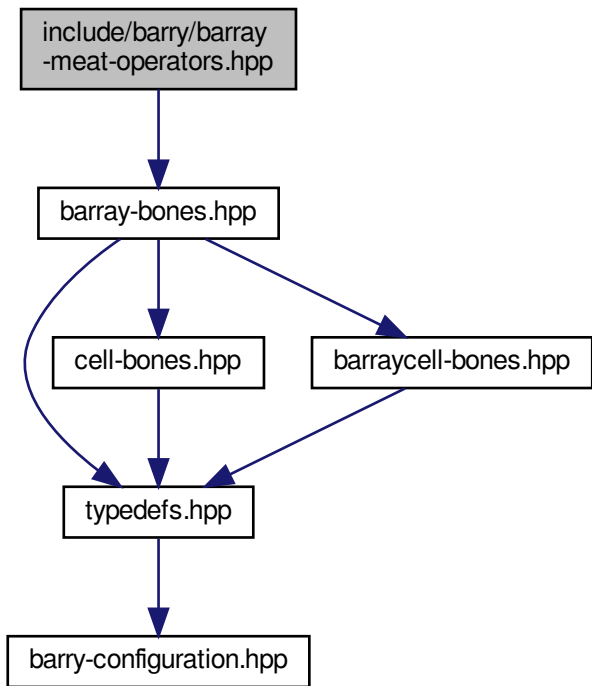 include/barry/barray
-meat-operators.hpp
barray-bones.hpp
cell-bones.hpp
barraycell-bones.hpp
typedefs.hpp
barry-configuration.hpp